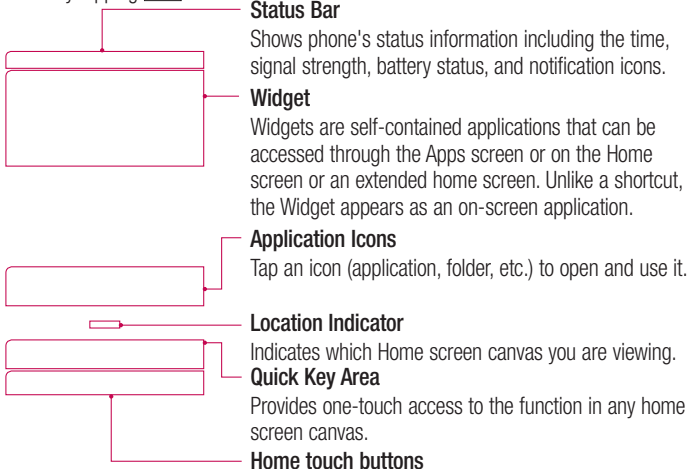 Status Bar
Shows phone's status information including the time,
signal strength, battery status, and notification icons.
Widget
Widgets are self-contained applications that can be
accessed through the Apps screen or on the Home
screen or an extended home screen. Unlike a shortcut,
the Widget appears as an on-screen application.
Application Icons
Tap an icon (application, folder, etc.) to open and use it.
Location Indicator
Indicates which Home screen canvas you are viewing.
Quick Key Area
Provides one-touch access to the function in any home
screen canvas.
Home touch buttons